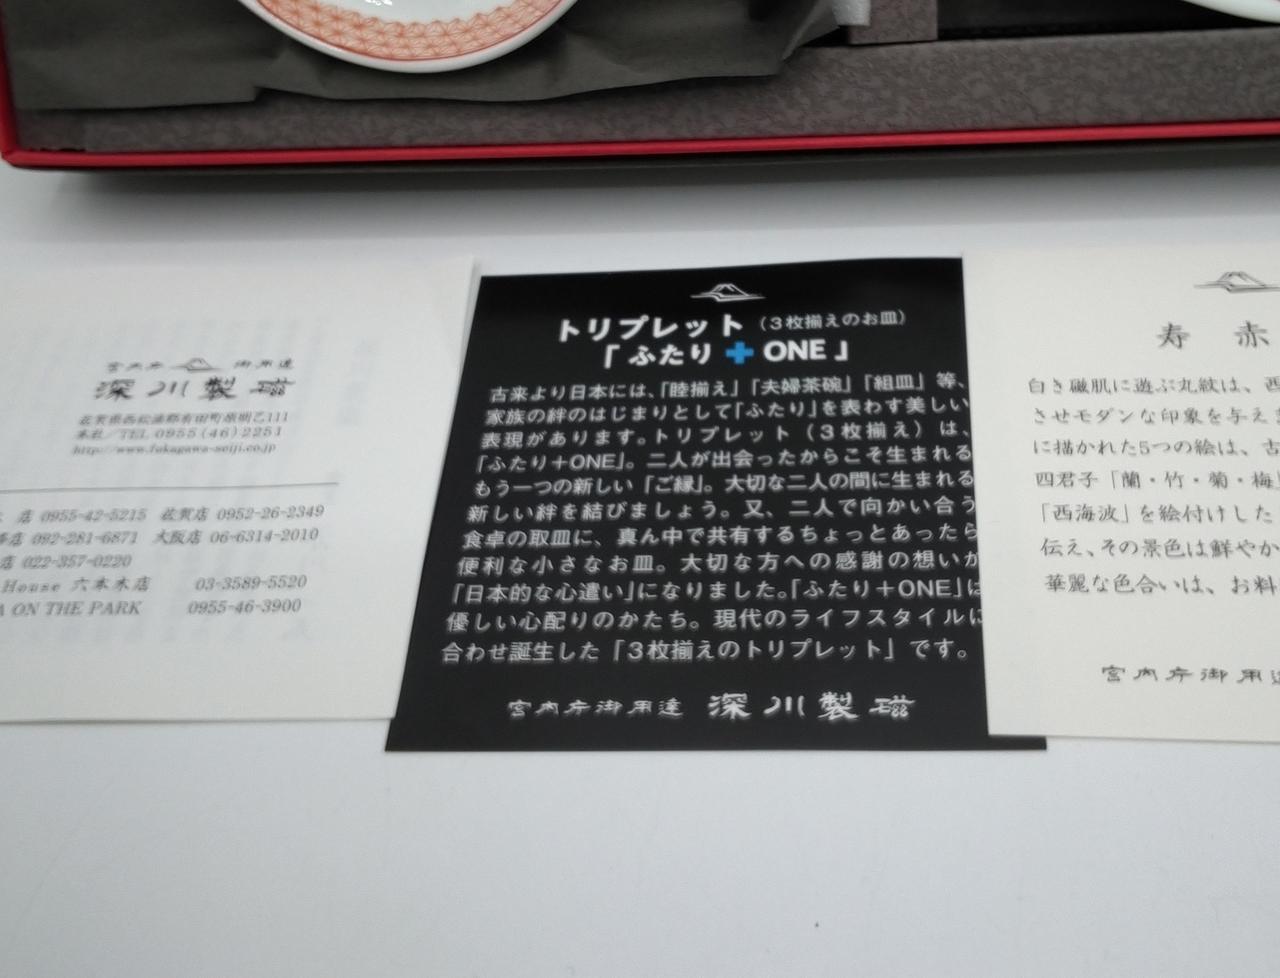 宮内庁 御用達
深川製磁
佐賀県西松浦郡有田町原明乙111
本社/TEL 0955(46)2251
http://www.fukagawa-seiji.co.jp
店 0955-42-5215 佐賀店 0952-26-2349
店 092-281-6871 大阪店 06-6314-2010
店 022-357-0220
House 六本木店 03-3589-5520
A ON THE PARK 0955-46-3900
トリプレット(3枚揃えのお皿)
「ふたり+ONE」
古来より日本には、「睦揃え」「夫婦茶碗」「組皿」等、
家族の絆のはじまりとして「ふたり」を表わす美しい
表現があります。トリプレット(3枚揃え)は、
「ふたり+ONE」。二人が出会ったからこそ生まれる
もう一つの新しい「ご縁」。大切な二人の間に生まれる
新しい絆を結びましょう。又、二人で向かい合う
食卓の取皿に、真ん中で共有するちょっとあったら
便利な小さなお皿。大切な方への感謝の想いが
「日本的な心遣い」になりました。「ふたり+ONE」は
優しい心配りのかたち。現代のライフスタイルに
合わせ誕生した「3枚揃えのトリプレット」です。
宮内庁御用達 深川製磁
寿 赤
白き磁肌に遊ぶ丸紋は、西
させモダンな印象を与え
に描かれた5つの絵は、古
四君子「蘭・竹・菊・梅」
「西海波」を絵付けした
伝え、その景色は鮮やか
華麗な色合いは、お料
宮内庁御用達